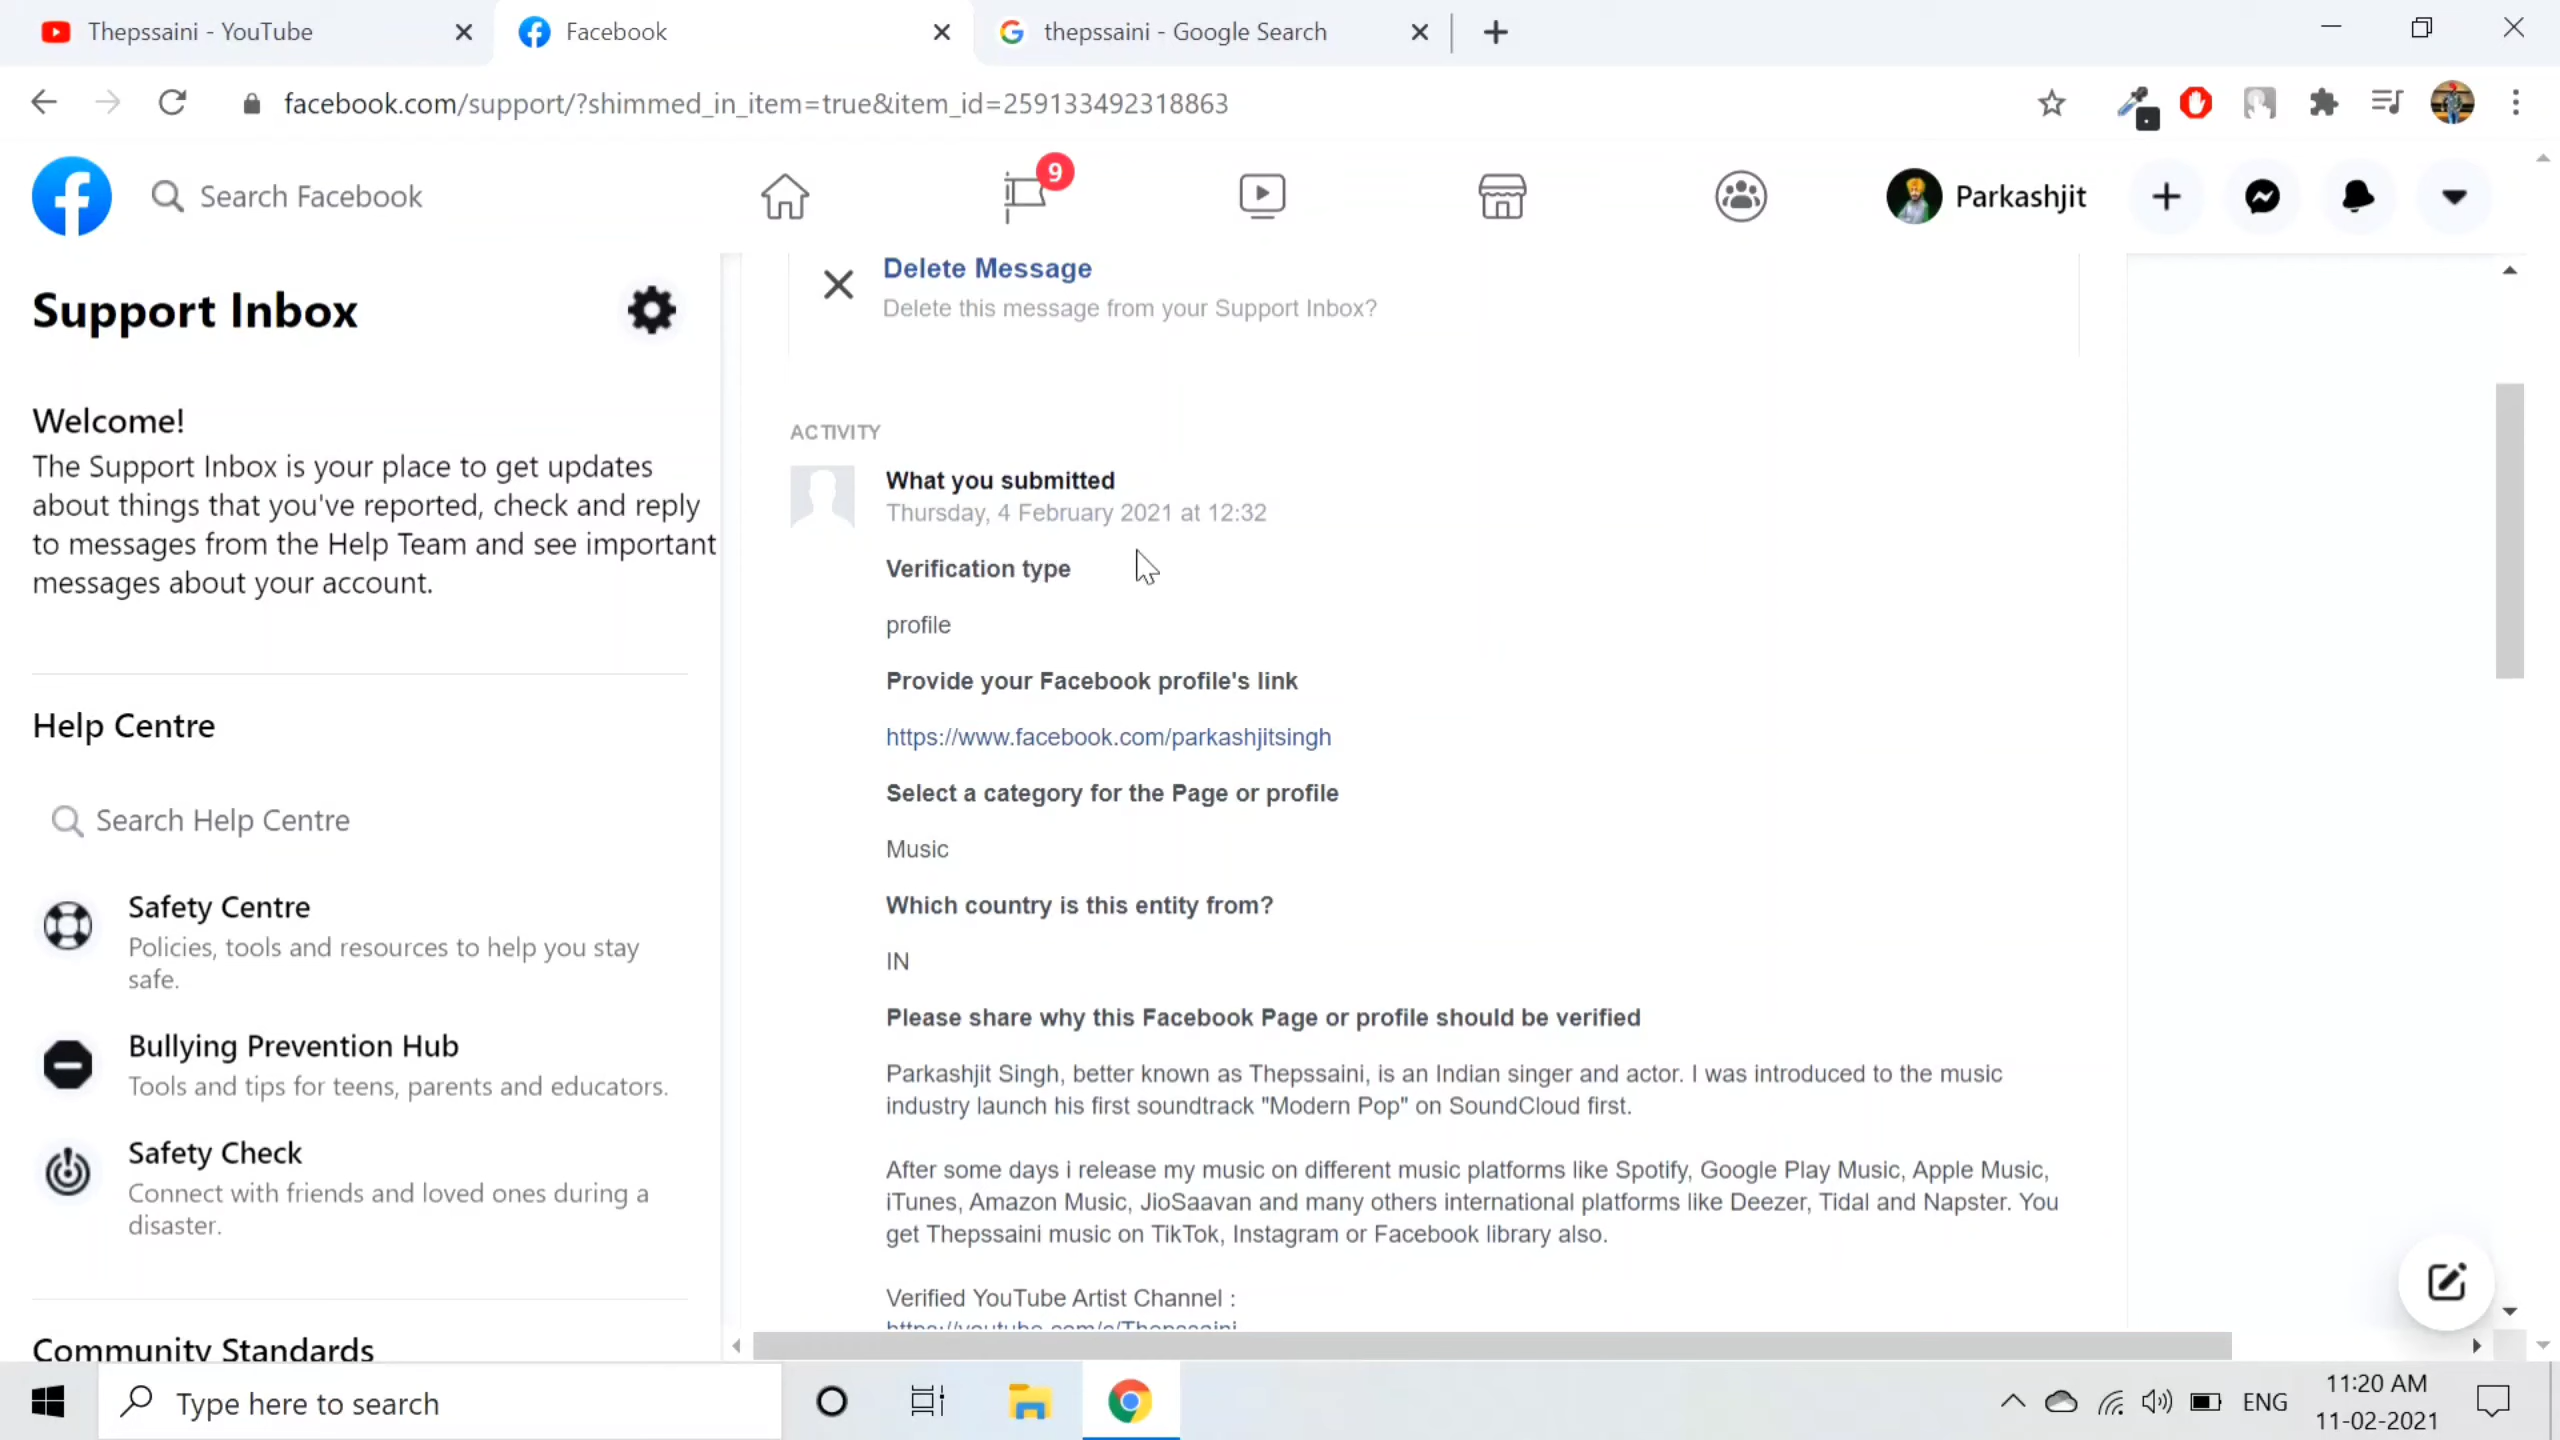 Thepssaini - YouTube
Facebook
thepssaini - Google Search
facebook.com/support/?shimmed_in_item=true&item_id=259133492318863
Search Facebook
9
Parkashjit
Support Inbox
Welcome!
The Support Inbox is your place to get updates
about things that you've reported, check and reply
to messages from the Help Team and see important
messages about your account.
Help Centre
Search Help Centre
Safety Centre
Policies, tools and resources to help you stay
safe.
Bullying Prevention Hub
Tools and tips for teens, parents and educators.
Safety Check
Connect with friends and loved ones during a
disaster.
Community Standards
Delete Message
Delete this message from your Support Inbox?
ACTIVITY
What you submitted
Thursday, 4 February 2021 at 12:32
Verification type
profile
Provide your Facebook profile's link
https://www.facebook.com/parkashjitsingh
Select a category for the Page or profile
Music
Which country is this entity from?
IN
Please share why this Facebook Page or profile should be verified
Parkashjit Singh, better known as Thepssaini, is an Indian singer and actor. I was introduced to the music
industry launch his first soundtrack "Modern Pop" on SoundCloud first.
After some days i release my music on different music platforms like Spotify, Google Play Music, Apple Music,
iTunes, Amazon Music, JioSaavan and many others international platforms like Deezer, Tidal and Napster. You
get Thepssaini music on TikTok, Instagram or Facebook library also.
Verified YouTube Artist Channel :
https://youtube.com/c/Thepssaini
Type here to search
ENG
11:20 AM
11-02-2021